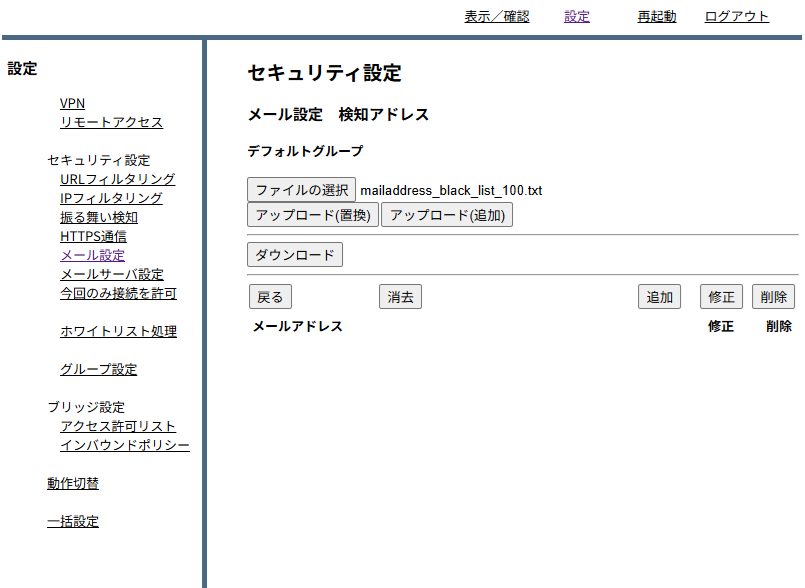 表示／確認 設定 再起動 ログアウト
設定
VPN
リモートアクセス
セキュリティ設定
URLフィルタリング
IPフィルタリング
振る舞い検知
HTTPS通信
メール設定
メールサーバ設定
今回のみ接続を許可
ホワイトリスト処理
グループ設定
ブリッジ設定
アクセス許可リスト
インバウンドポリシー
動作切替
一括設定
セキュリティ設定
メール設定　検知アドレス
デフォルトグループ
ファイルの選択 mailaddress_black_list_100.txt
アップロード(置換) アップロード(追加)
ダウンロード
戻る 消去 追加 修正 削除
メールアドレス 修正 削除